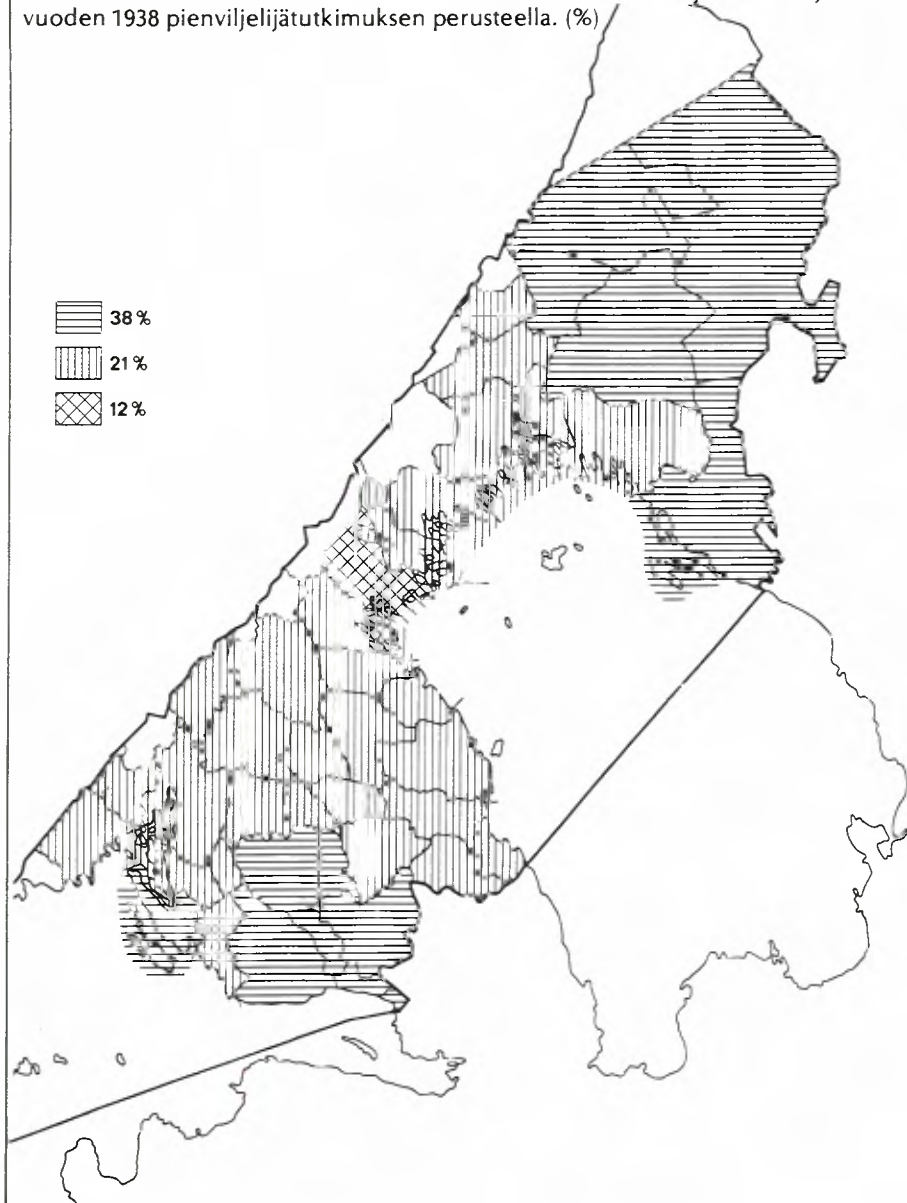 vuoden 1938 pienviljelijätutkimuksen perusteella. (%)
38 %
21 %
12 %